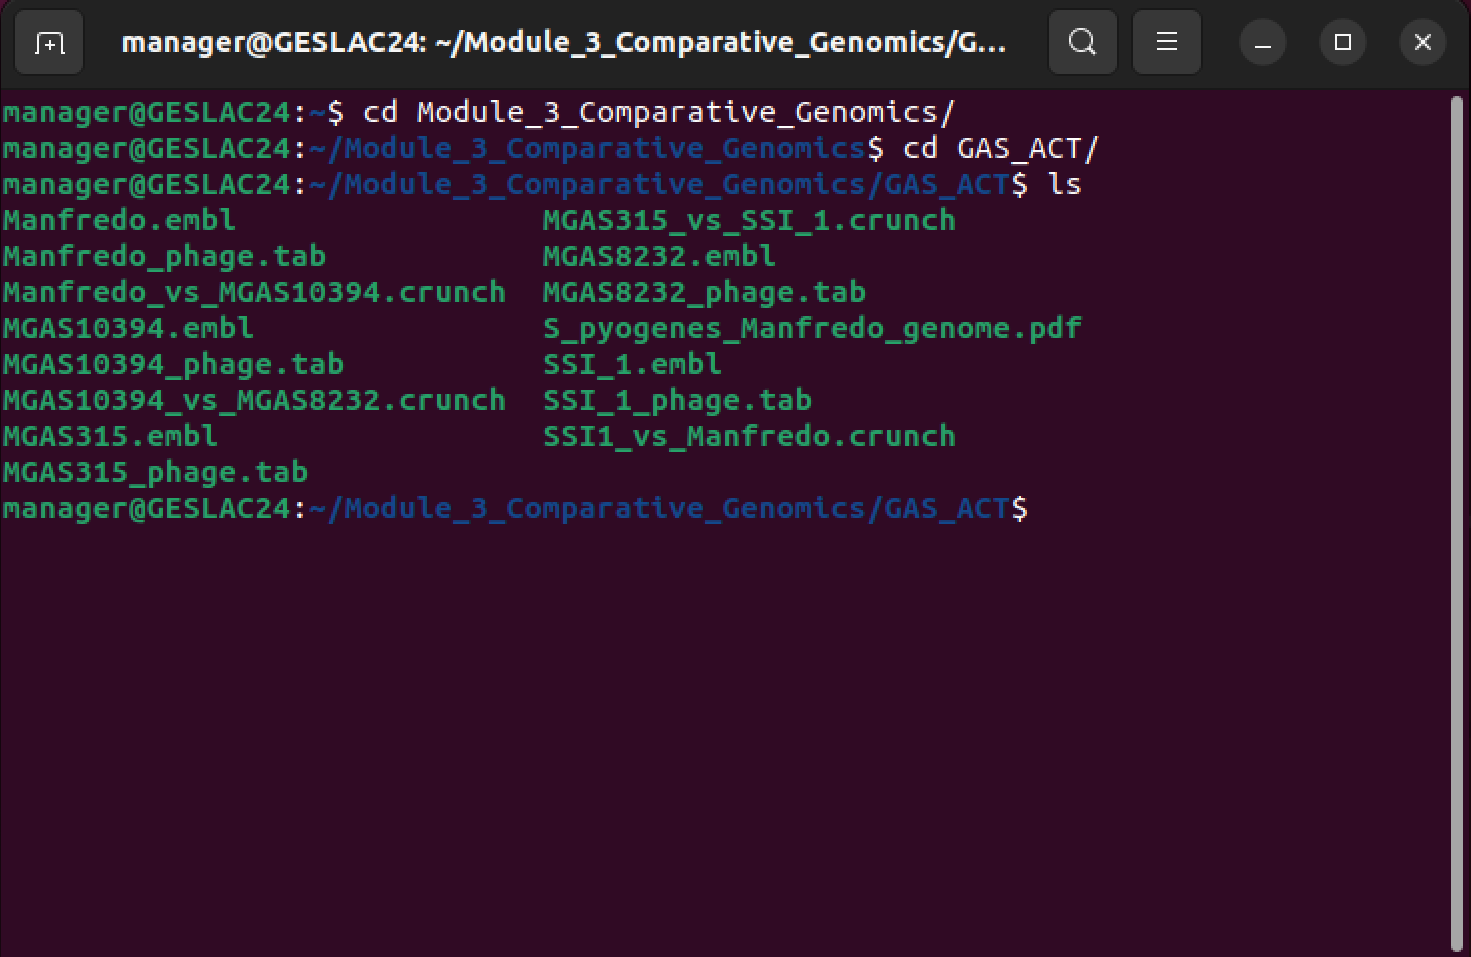 manager@GESLAC24: ~/Module_3_Comparative_Genomics/G...
manager@GESLAC24:~$ cd Module_3_Comparative_Genomics/
manager@GESLAC24:~/Module_3_Comparative_Genomics$ cd GAS_ACT/
manager@GESLAC24:~/Module_3_Comparative_Genomics/GAS_ACT$ ls
Manfredo.embl MGAS315_vs_SSI_1.crunch
Manfredo_phage.tab MGAS8232.embl
Manfredo_vs_MGAS10394.crunch MGAS8232_phage.tab
MGAS10394.embl S_pyogenes_Manfredo_genome.pdf
MGAS10394_phage.tab SSI_1.embl
MGAS10394_vs_MGAS8232.crunch SSI_1_phage.tab
MGAS315.embl SSI1_vs_Manfredo.crunch
MGAS315_phage.tab
manager@GESLAC24:~/Module_3_Comparative_Genomics/GAS_ACT$